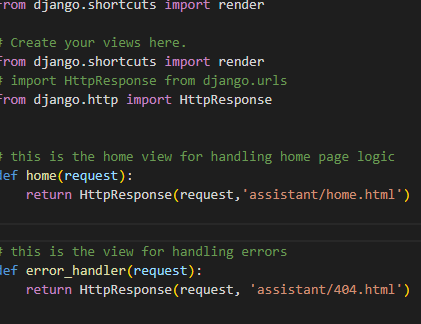 from django.shortcuts import render
# Create your views here.
from django.shortcuts import render
# import HttpResponse from django.urls
from django.http import HttpResponse
# this is the home view for handling home page logic
def home(request):
return HttpResponse(request,'assistant/home.html')
# this is the view for handling errors
def error_handler(request):
return HttpResponse(request, 'assistant/404.html')